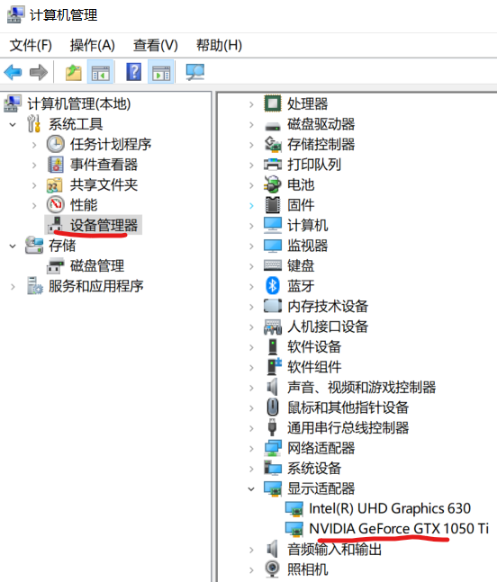 计算机管理
文件(F) 操作(A) 查看(V) 帮助(H)
计算机管理(本地)
系统工具
任务计划程序
事件查看器
共享文件夹
性能
设备管理器
存储
磁盘管理
服务和应用程序
处理器
磁盘驱动器
存储控制器
打印队列
电池
固件
计算机
监视器
键盘
蓝牙
内存技术设备
人机接口设备
软件设备
软件组件
声音、视频和游戏控制器
鼠标和其他指针设备
通用串行总线控制器
网络适配器
系统设备
显示适配器
Intel(R) UHD Graphics 630
NVIDIA GeForce GTX 1050 Ti
音频输入和输出
照相机